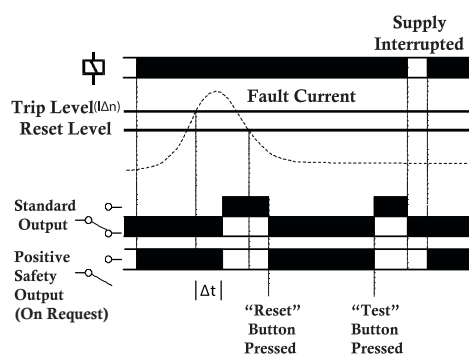 Supply
Interrupted
Fault Current
Trip Level(IΔn)
Reset Level
Standard
Output
Positive
Safety
Output
(On Request)
Δt
“Reset”
Button
Pressed
“Test”
Button
Pressed